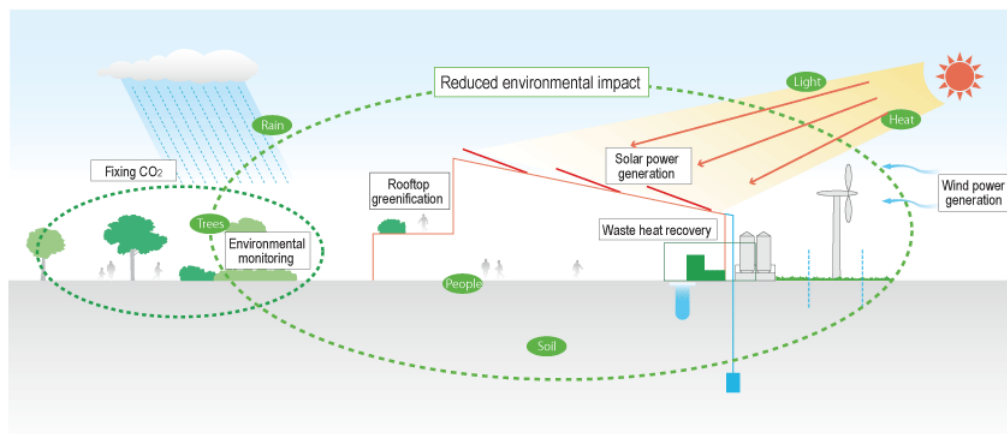 Reduced environmental impact
Light
Heat
Rain
Fixing CO2
Solar power
generation
Rooftop
greenification
Wind power
generation
Trees
Environmental
monitoring
Waste heat recovery
People
Soil